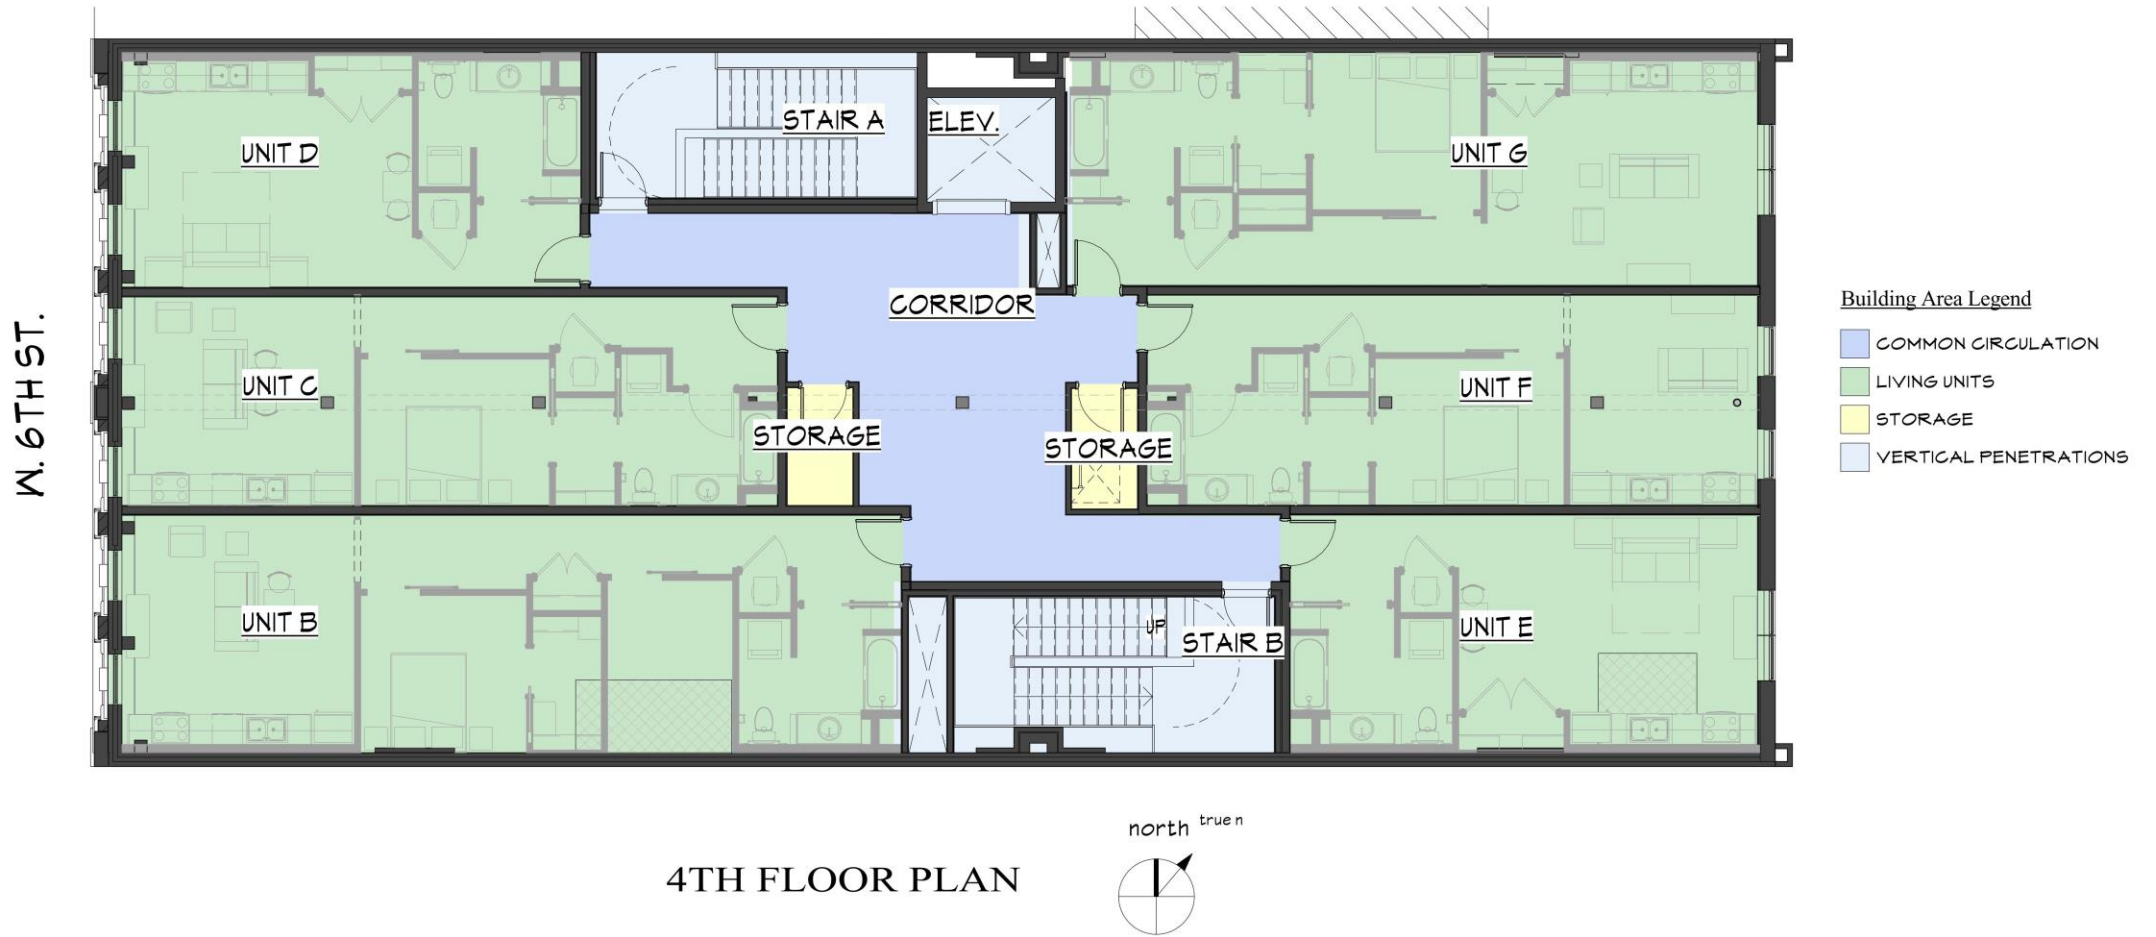 STAIR A
ELEV.
UNIT D
UNIT G
CORRIDOR
W. 6TH ST.
UNIT C
UNIT F
STORAGE
STORAGE
UNIT B
UP
STAIR B
UNIT E
Building Area Legend
COMMON CIRCULATION
LIVING UNITS
STORAGE
VERTICAL PENETRATIONS
north true n
4TH FLOOR PLAN